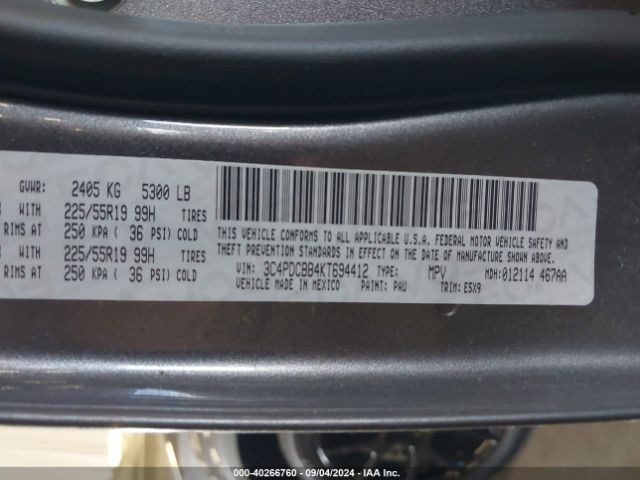 GVWR: 2405 KG 5300 LB
WITH 225/55R19 99H TIRES
RIMS AT 250 KPA ( 36 PSI) COLD
WITH 225/55R19 99H TIRES
RIMS AT 250 KPA ( 36 PSI) COLD
THIS VEHICLE CONFORMS TO ALL APPLICABLE U.S.A. FEDERAL MOTOR VEHICLE SAFETY AND
THEFT PREVENTION STANDARDS IN EFFECT ON THE DATE OF MANUFACTURE SHOWN ABOVE.
VIN: 3C4PDCBB4KT694412 TYPE: MPV MDH:012114 467AA
VEHICLE MADE IN MEXICO PAINT: PAU TRIM: E5X9
000-40266760 - 09/04/2024 - IAA Inc.